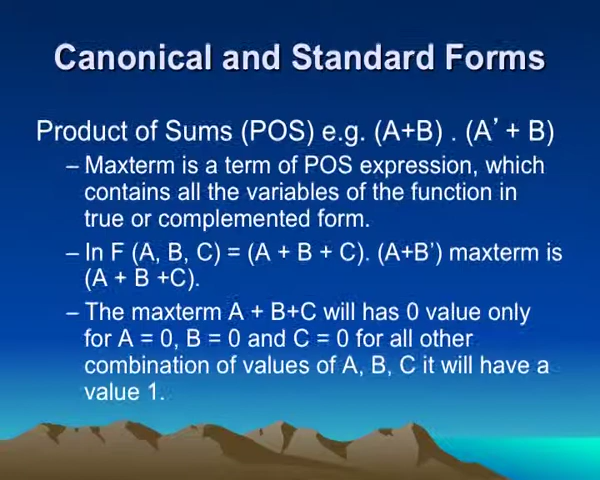 Canonical and Standard Forms
Product of Sums (POS) e.g. (A+B) . (A’ + B)
– Maxterm is a term of POS expression, which
contains all the variables of the function in
true or complemented form.
– In F (A, B, C) = (A + B + C). (A+B’) maxterm is
(A + B +C).
– The maxterm A + B+C will has 0 value only
for A = 0, B = 0 and C = 0 for all other
combination of values of A, B, C it will have a
value 1.